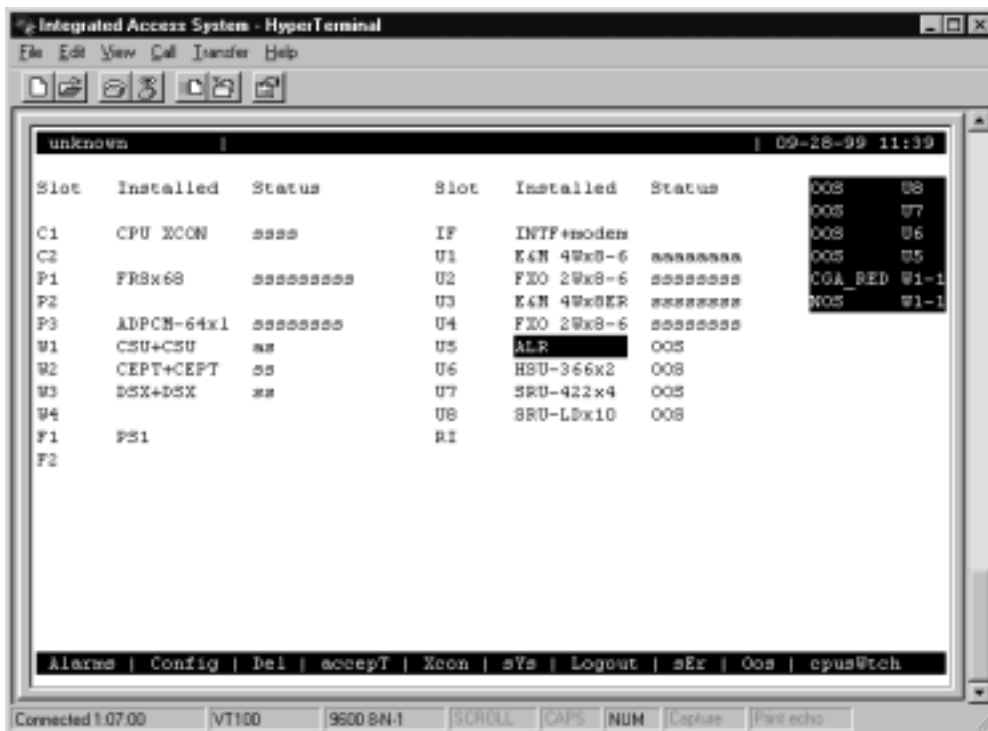 Integrated Access System - HyperTerminal
File Edit View Call Transfer Help
unknown | | 09-28-99 11:39
Slot Installed Status Slot Installed Status OOS U8
OOS U7
C1 CPU XCON ssss IF INTF+modem OOS U6
C2 U1 E&M 4Wx8-6 ssssssss OOS U5
P1 FR8x68 sssssssss U2 FXO 2Wx8-6 ssssssss CGA_RED W1-1
P2 U3 E&M 4Wx8ER ssssssss NOS W1-1
P3 ADPCM-64x1 ssssssss U4 FXO 2Wx8-6 ssssssss
W1 CSU+CSU as U5 ALR OOS
W2 CEPT+CEPT ss U6 HSU-366x2 OOS
W3 DSX+DSX ss U7 SRU-422x4 OOS
W4 U8 SRU-LDx10 OOS
F1 PS1 RI
F2
Alarms | Config | Del | accepT | Xcon | sYs | Logout | sEr | Oos | cpusWtch
Connected 1:07:00 VT100 9600 8-N-1 SCROLL CAPS NUM Capture Print echo